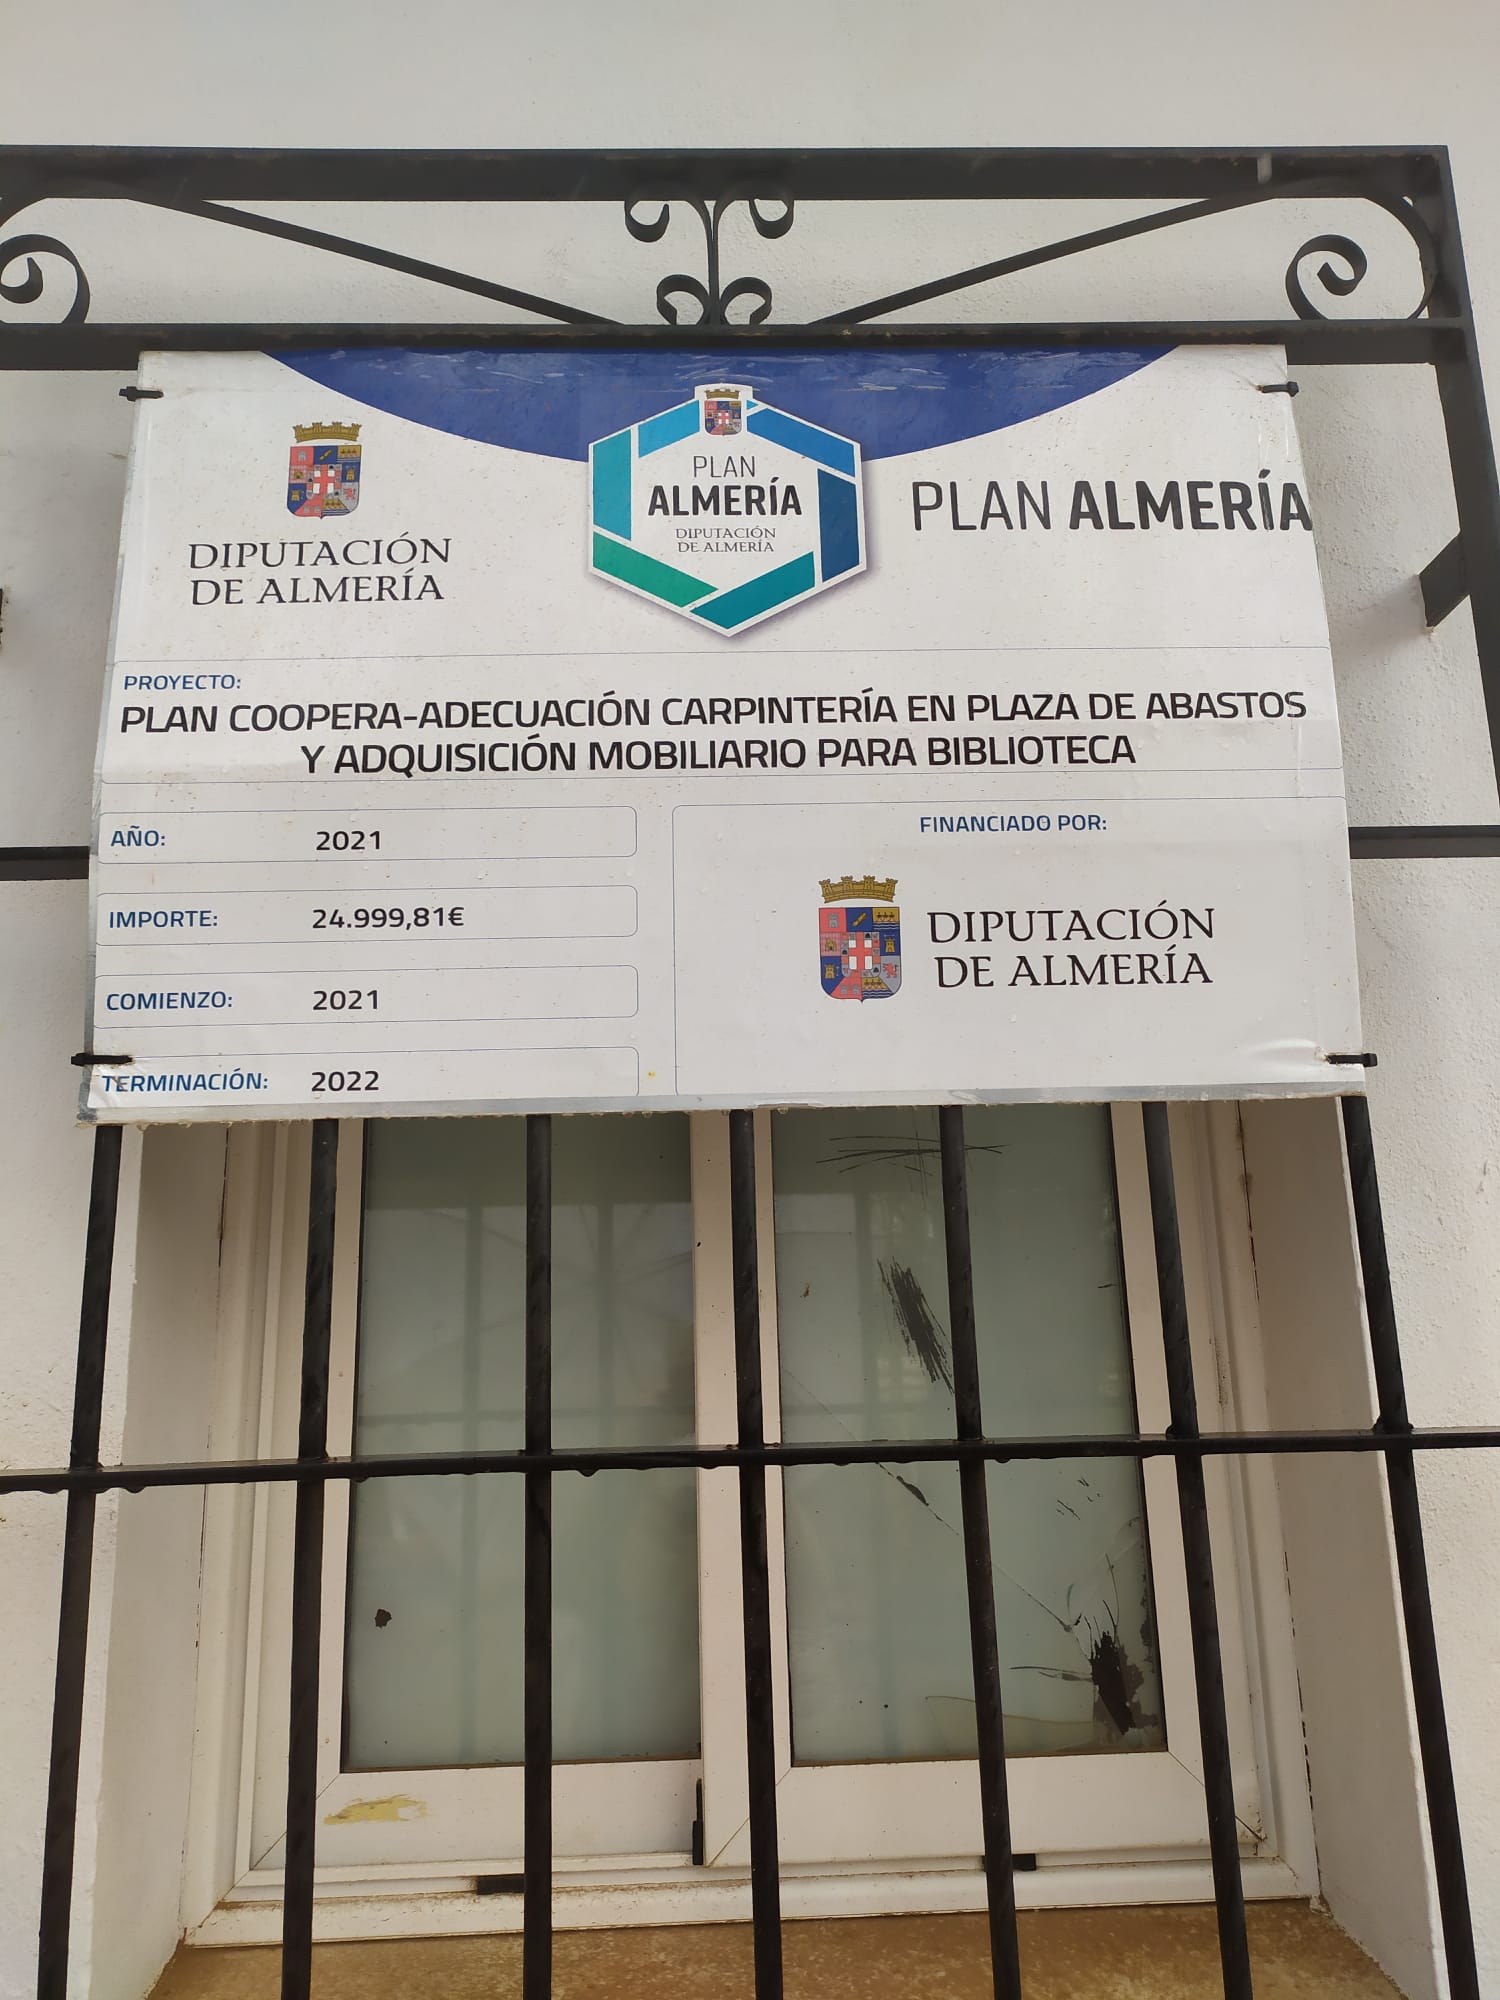 DIPUTACIÓN
DE ALMERÍA
PLAN
ALMERÍA
DIPUTACIÓN
DE ALMERÍA
PLAN ALMERÍA
PROYECTO:
PLAN COOPERA-ADECUACIÓN CARPINTERÍA EN PLAZA DE ABASTOS
Y ADQUISICIÓN MOBILIARIO PARA BIBLIOTECA
AÑO: 2021
IMPORTE: 24.999,81€
COMIENZO: 2021
TERMINACIÓN: 2022
FINANCIADO POR:
DIPUTACIÓN
DE ALMERÍA